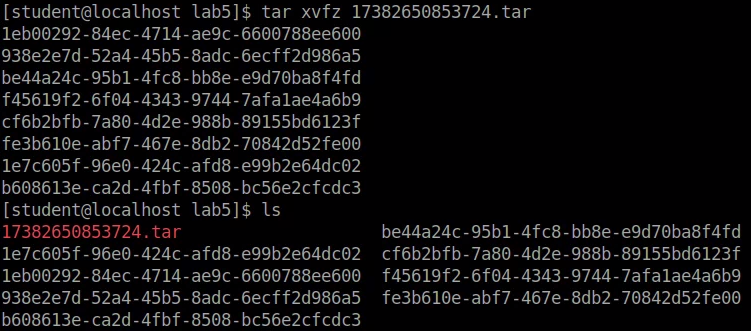 [student@localhost lab5]$ tar xvfz 17382650853724.tar
1eb00292-84ec-4714-ae9c-6600788ee600
938e2e7d-52a4-45b5-8adc-6ecff2d986a5
be44a24c-95b1-4fc8-bb8e-e9d70ba8f4fd
f45619f2-6f04-4343-9744-7afa1ae4a6b9
cf6b2bfb-7a80-4d2e-988b-89155bd6123f
fe3b610e-abf7-467e-8db2-70842d52fe00
1e7c605f-96e0-424c-afd8-e99b2e64dc02
b608613e-ca2d-4fbf-8508-bc56e2cfcdc3
[student@localhost lab5]$ ls
17382650853724.tar be44a24c-95b1-4fc8-bb8e-e9d70ba8f4fd
1e7c605f-96e0-424c-afd8-e99b2e64dc02 cf6b2bfb-7a80-4d2e-988b-89155bd6123f
1eb00292-84ec-4714-ae9c-6600788ee600 f45619f2-6f04-4343-9744-7afa1ae4a6b9
938e2e7d-52a4-45b5-8adc-6ecff2d986a5 fe3b610e-abf7-467e-8db2-70842d52fe00
b608613e-ca2d-4fbf-8508-bc56e2cfcdc3